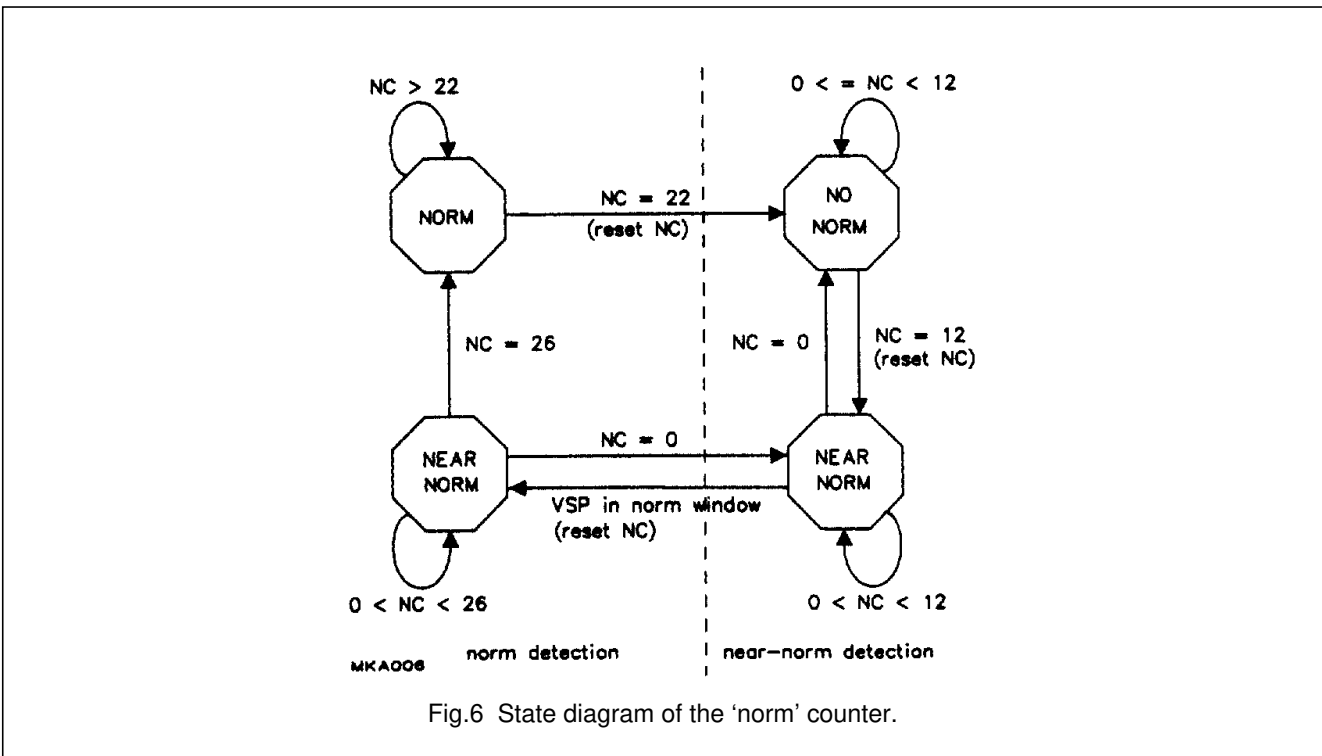 NC > 22
0 < = NC < 12
NORM
NC = 22
(reset NC)
NO
NORM
NC = 26
NC = 0
NC = 12
(reset NC)
NEAR
NORM
NC = 0
VSP in norm window
(reset NC)
NEAR
NORM
0 < NC < 26
0 < NC < 12
MKA006
norm detection
near-norm detection
Fig.6 State diagram of the ‘norm’ counter.